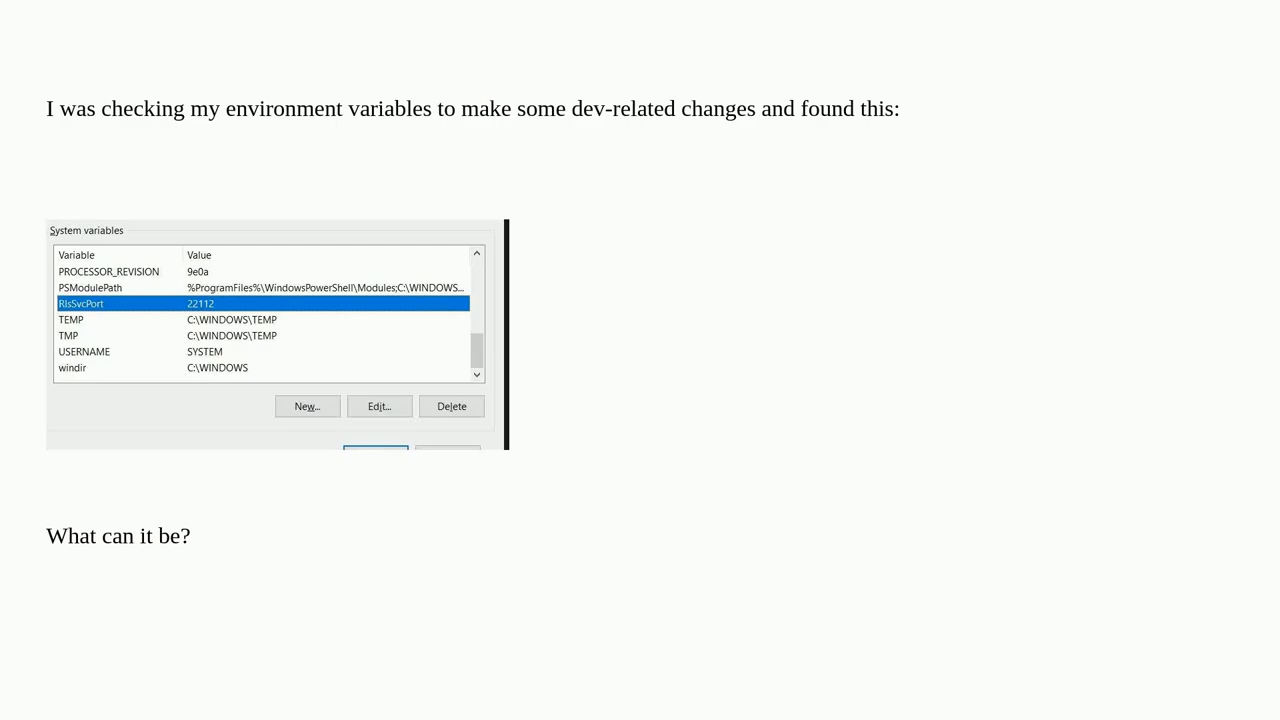 I was checking my environment variables to make some dev-related changes and found this:
System variables
Variable Value
PROCESSOR_REVISION 9e0a
PSModulePath %ProgramFiles%\WindowsPowerShell\Modules;C:\WINDOWS...
RlsSvcPort 22112
TEMP C:\WINDOWS\TEMP
TMP C:\WINDOWS\TEMP
USERNAME SYSTEM
windir C:\WINDOWS
New... Edit... Delete
What can it be?